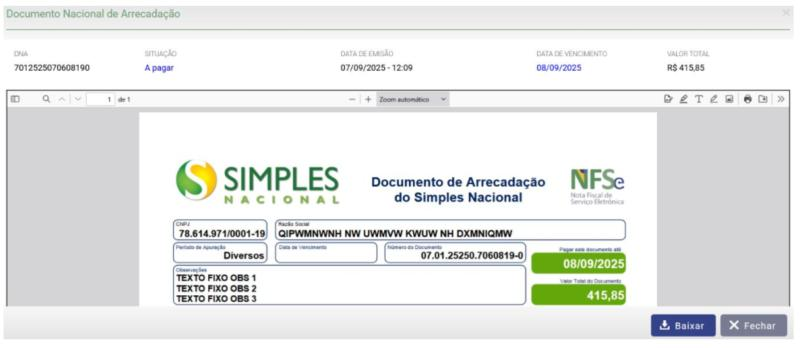 Documento Nacional de Arrecadação
DNA SITUAÇÃO DATA DE EMISSÃO DATA DE VENCIMENTO VALOR TOTAL
7012525070608190 A pagar 07/09/2025 - 12:09 08/09/2025 R$ 415,85
1 de 1 Zoom automático
SIMPLES
NACIONAL
Documento de Arrecadação
do Simples Nacional
NFSe
Nota Fiscal de
Serviço Eletrônica
CNPJ
78.614.971/0001-19
Razão Social
QIPWMNWNH NW UWMVW KWUW NH DXMNIQMW
Período de Apuração
Diversos
Data de Vencimento
Número do Documento
07.01.25250.7060819-0
Pagar este documento até
08/09/2025
Observações
TEXTO FIXO OBS 1
TEXTO FIXO OBS 2
TEXTO FIXO OBS 3
Valor Total do Documento
415,85
Baixar
Fechar